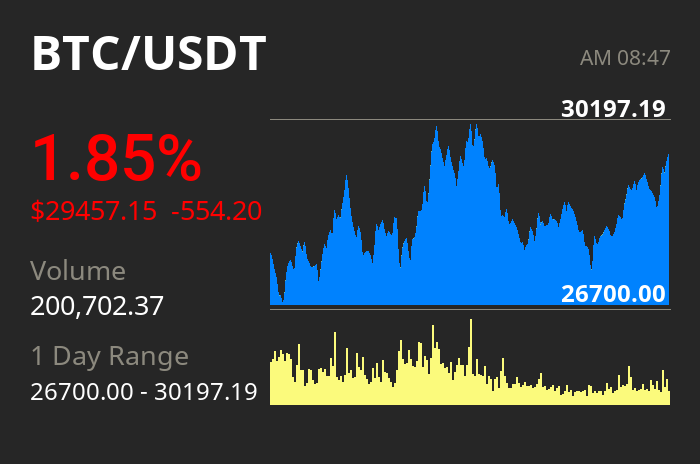 BTC/USDT
AM 08:47
30197.19
1.85%
$29457.15 -554.20
Volume
200,702.37
26700.00
1 Day Range
26700.00 - 30197.19